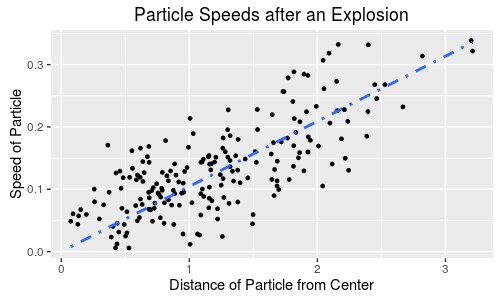 Particle Speeds after an Explosion
Speed of Particle
0.3
0.2
0.1
0.0
0
1
2
3
Distance of Particle from Center